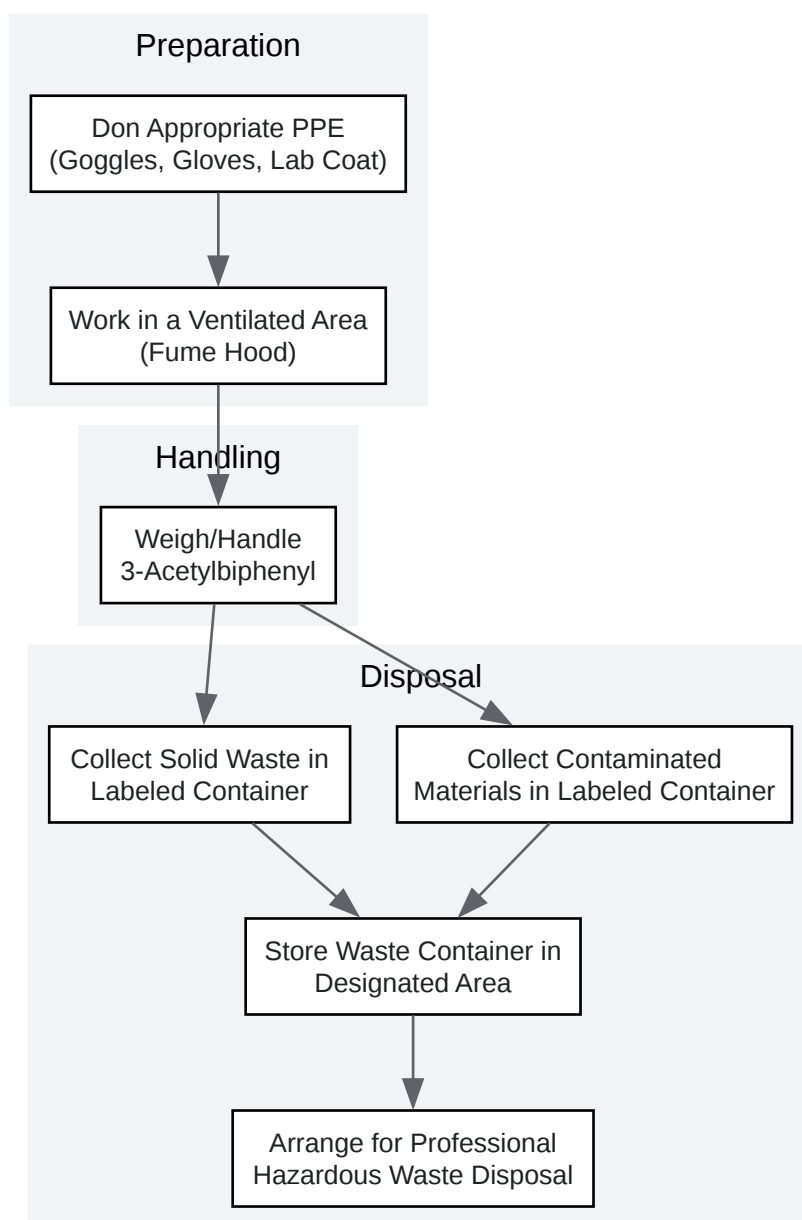 Preparation
Don Appropriate PPE
(Goggles, Gloves, Lab Coat)
Work in a Ventilated Area
(Fume Hood)
Handling
Weigh/Handle
3-Acetylbiphenyl
Disposal
Collect Solid Waste in
Labeled Container
Collect Contaminated
Materials in Labeled Container
Store Waste Container in
Designated Area
Arrange for Professional
Hazardous Waste Disposal